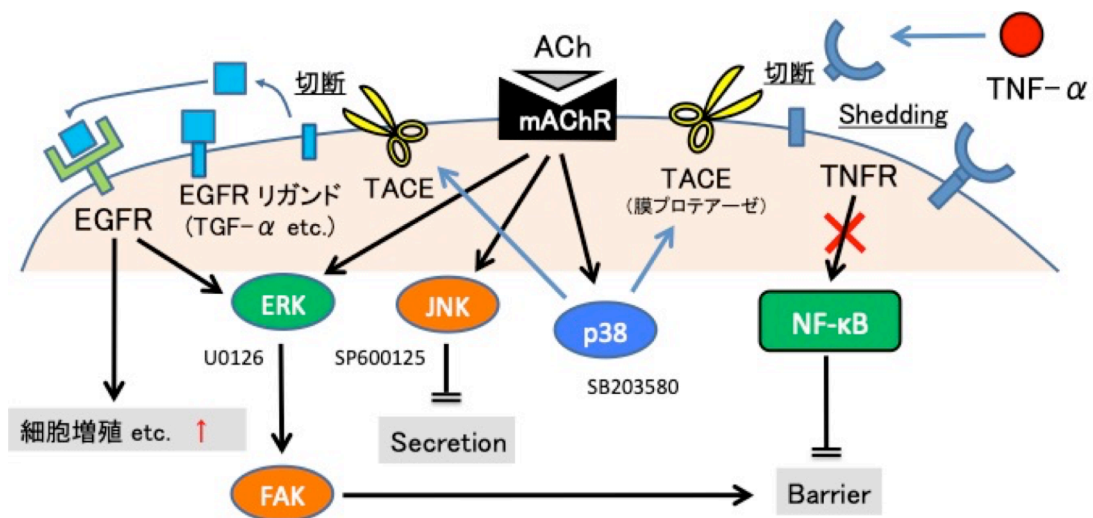 ACh
mAChR
切断
切断
TNF-α
Shedding
TACE
TACE
(膜プロテアーゼ)
TNFR
EGFR リガンド
(TGF-α etc.)
EGFR
ERK
JNK
p38
NF-κB
U0126
SP600125
SB203580
細胞増殖 etc. ↑
Secretion
FAK
Barrier